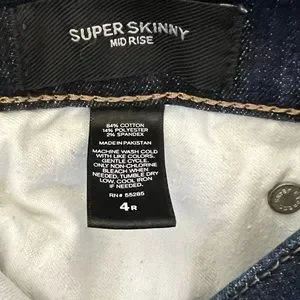 SUPER SKINNY
MID RISE
84% COTTON
14% POLYESTER
2% SPANDEX
MADE IN PAKISTAN
MACHINE WASH COLD
WITH LIKE COLORS,
GENTLE CYCLE.
ONLY NON-CHLORINE
BLEACH WHEN
NEEDED. TUMBLE DRY
LOW, COOL IRON
IF NEEDED.
RN# 55285
4R